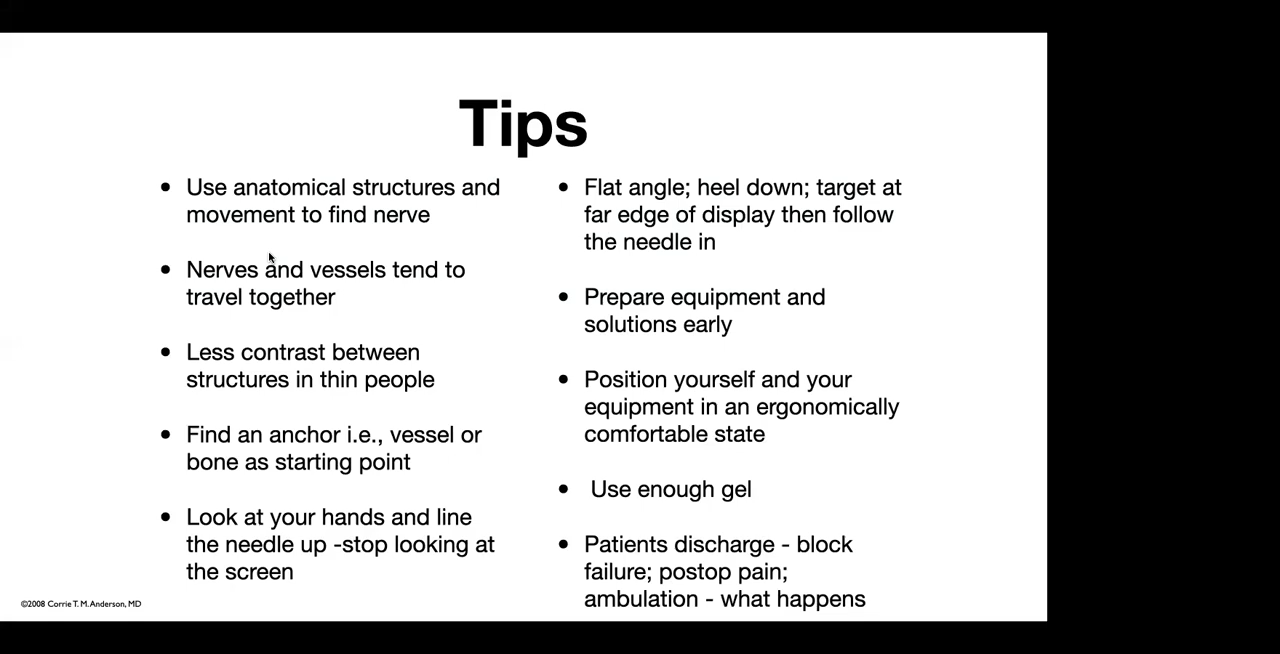 Tips
• Use anatomical structures and
movement to find nerve
• Nerves and vessels tend to
travel together
• Less contrast between
structures in thin people
• Find an anchor i.e., vessel or
bone as starting point
• Look at your hands and line
the needle up -stop looking at
the screen
• Flat angle; heel down; target at
far edge of display then follow
the needle in
• Prepare equipment and
solutions early
• Position yourself and your
equipment in an ergonomically
comfortable state
• Use enough gel
• Patients discharge - block
failure; postop pain;
ambulation - what happens
©2008 Corrie T. M. Anderson, MD